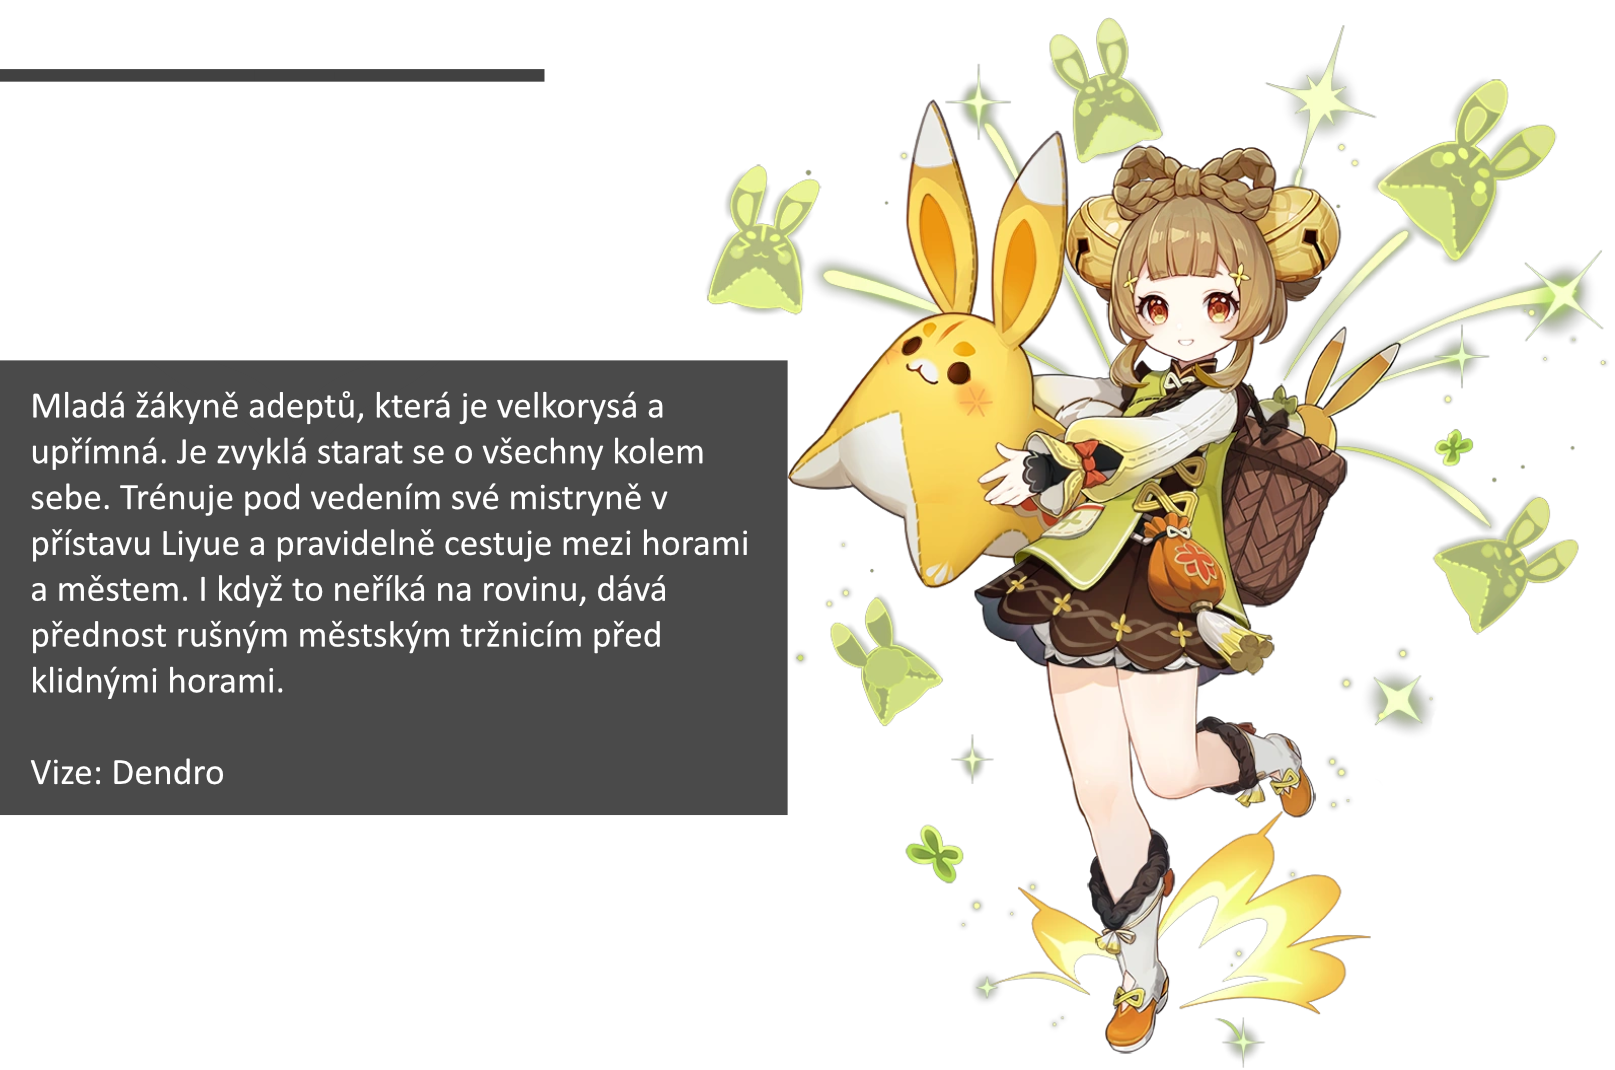 Mladá žákyně adeptů, která je velkorysá a
upřímná. Je zvyklá starat se o všechny kolem
sebe. Trénuje pod vedením své mistryně v
přístavu Liyue a pravidelně cestuje mezi horami
a městem. I když to neříká na rovinu, dává
přednost rušným městským tržnicím před
klidnými horami.
Vize: Dendro